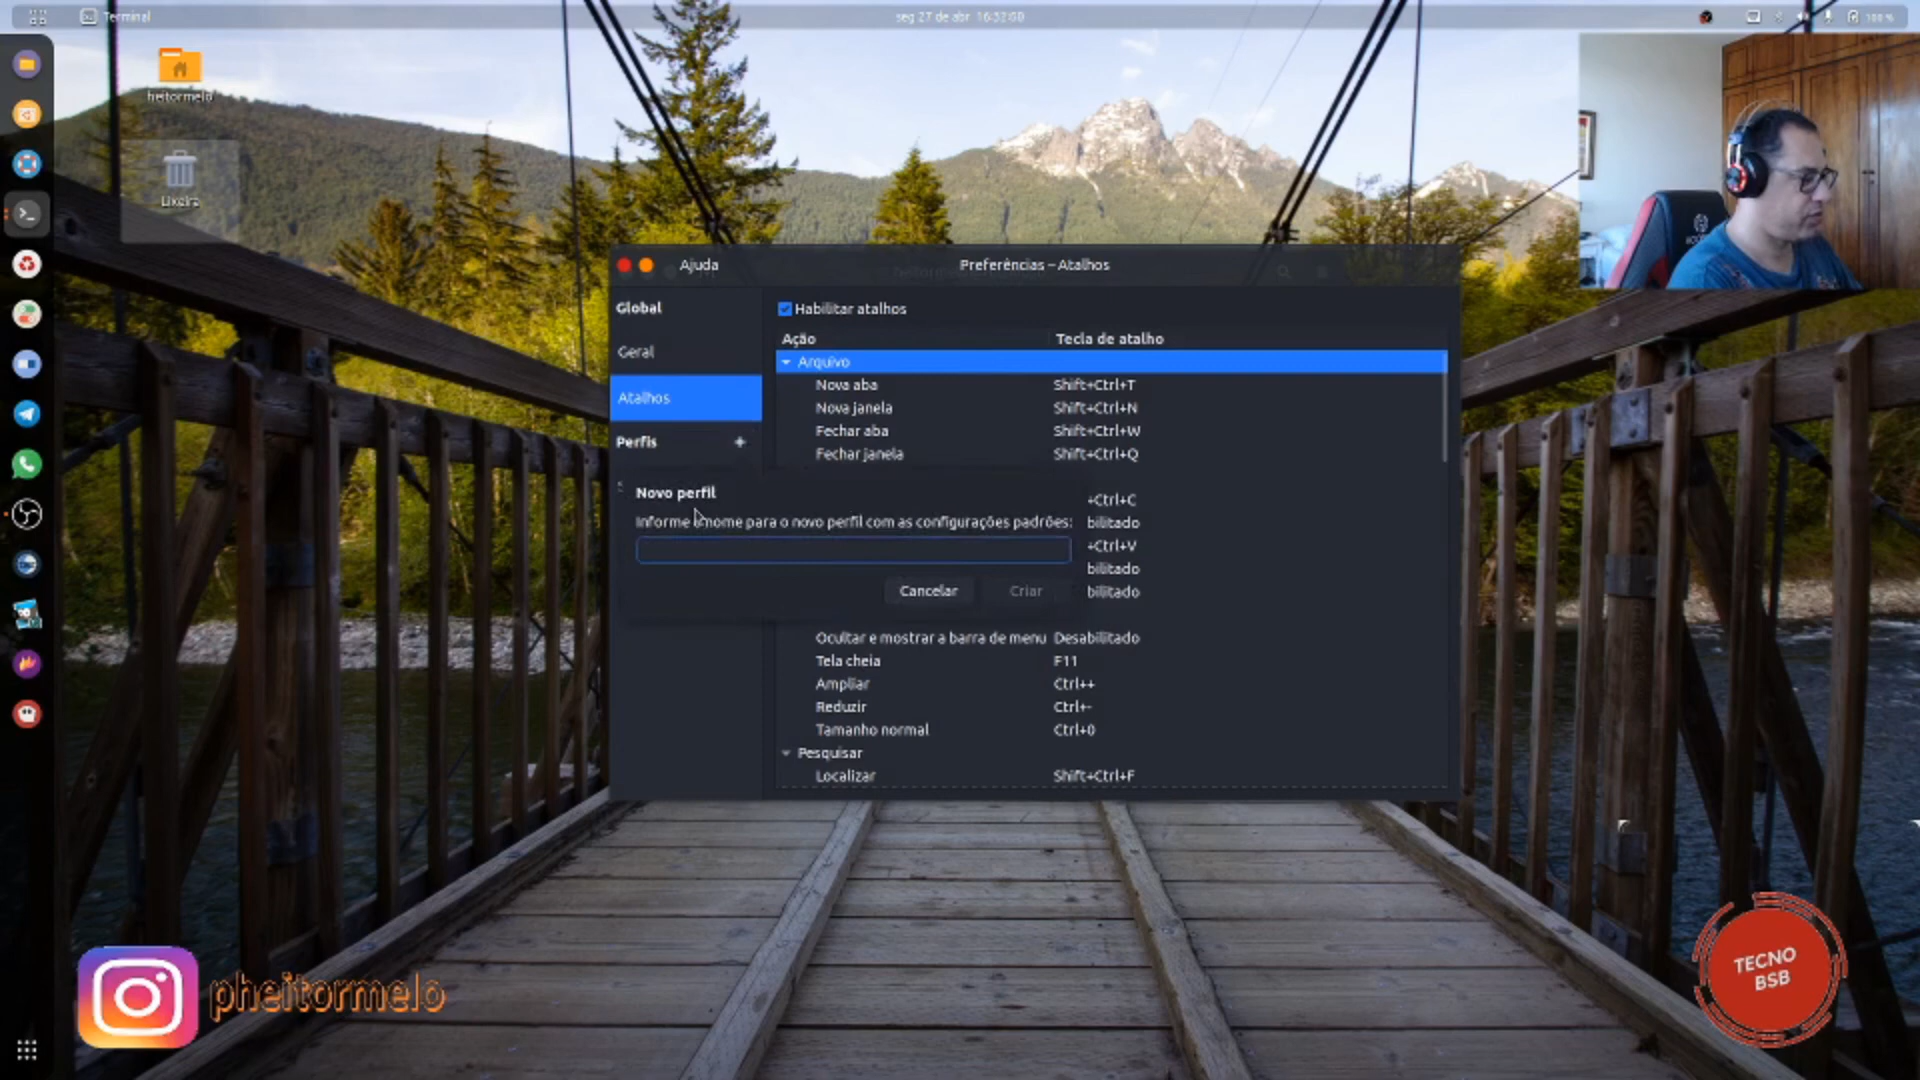 Terminal
seg 27 de abr 16:32:00
100 %
heitormelo
Lixeira
Ajuda
Preferências – Atalhos
Global
Geral
Atalhos
Perfis
Habilitar atalhos
Ação Tecla de atalho
Arquivo
Nova aba Shift+Ctrl+T
Nova janela Shift+Ctrl+N
Fechar aba Shift+Ctrl+W
Fechar janela Shift+Ctrl+Q
Novo perfil
Informe o nome para o novo perfil com as configurações padrões:
Cancelar Criar
+Ctrl+C
bilitado
+Ctrl+V
bilitado
bilitado
Ocultar e mostrar a barra de menu Desabilitado
Tela cheia F11
Ampliar Ctrl++
Reduzir Ctrl+-
Tamanho normal Ctrl+0
Pesquisar
Localizar Shift+Ctrl+F
pheitormelo
TECNO
BSB